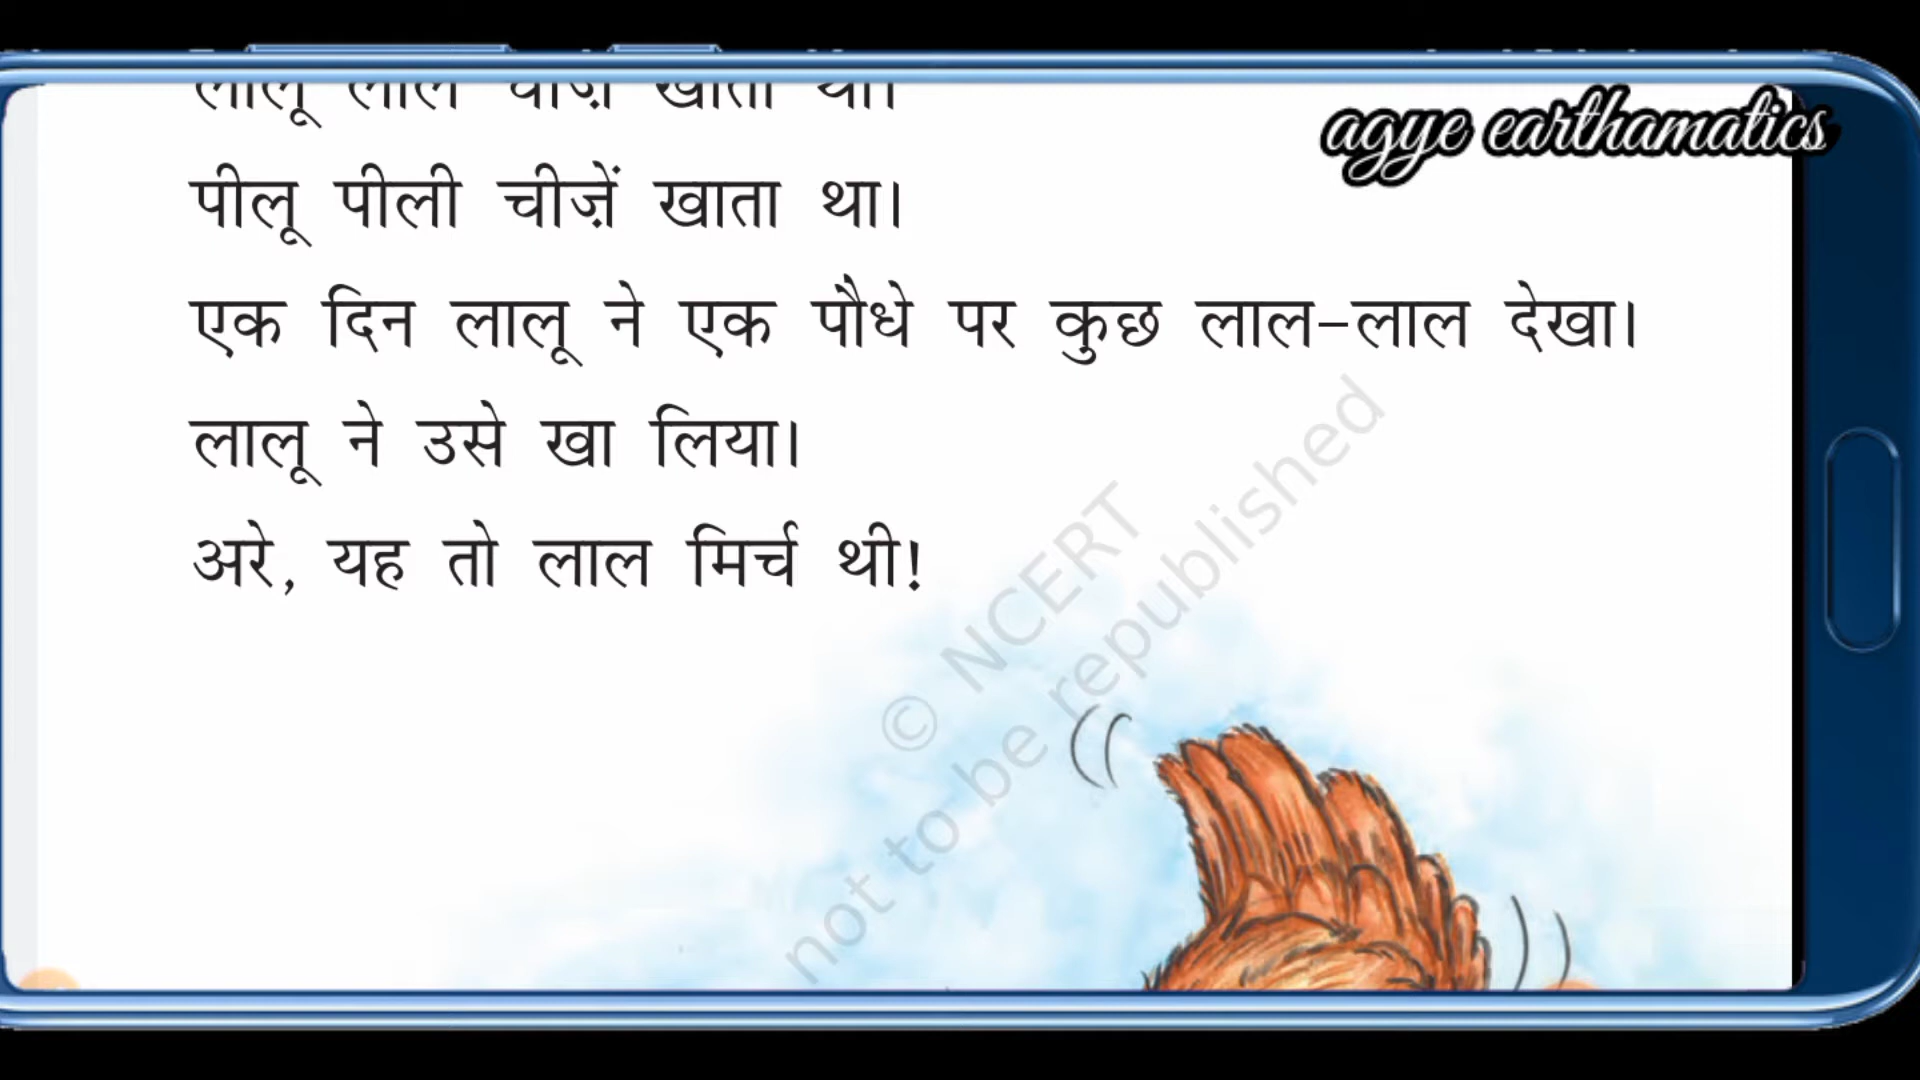 लालू लाल चीज़ें खाता था।
agye earthamatics
पीलू पीली चीज़ें खाता था।
एक दिन लालू ने एक पौधे पर कुछ लाल-लाल देखा।
लालू ने उसे खा लिया।
अरे, यह तो लाल मिर्च थी!
© NCERT
not to be republished